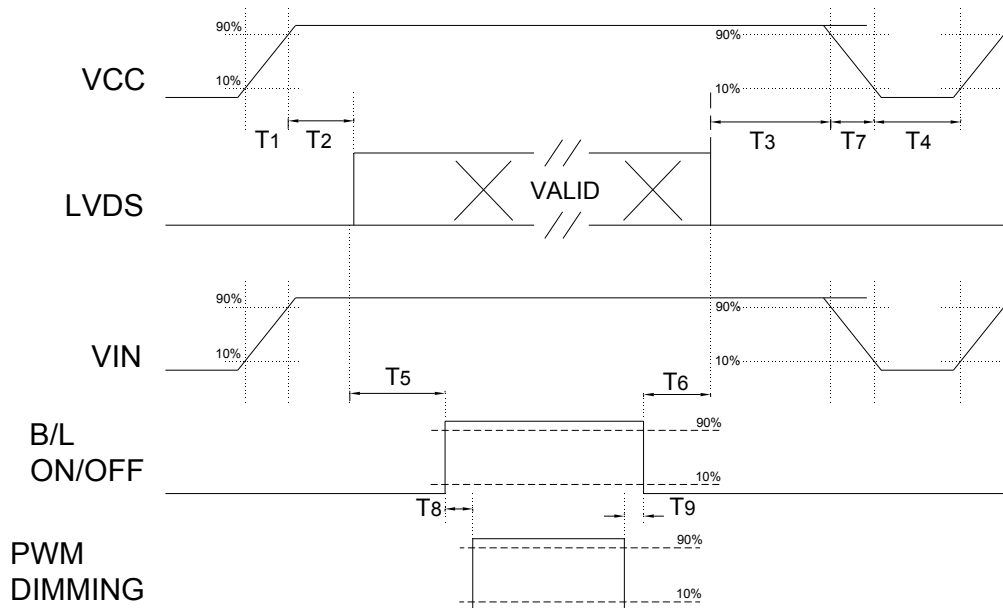 90%
90%
VCC
10%
10%
T1
T2
T3
T7
T4
LVDS
VALID
90%
90%
VIN
10%
10%
T5
T6
B/L
ON/OFF
90%
10%
T8
T9
PWM
DIMMING
90%
10%